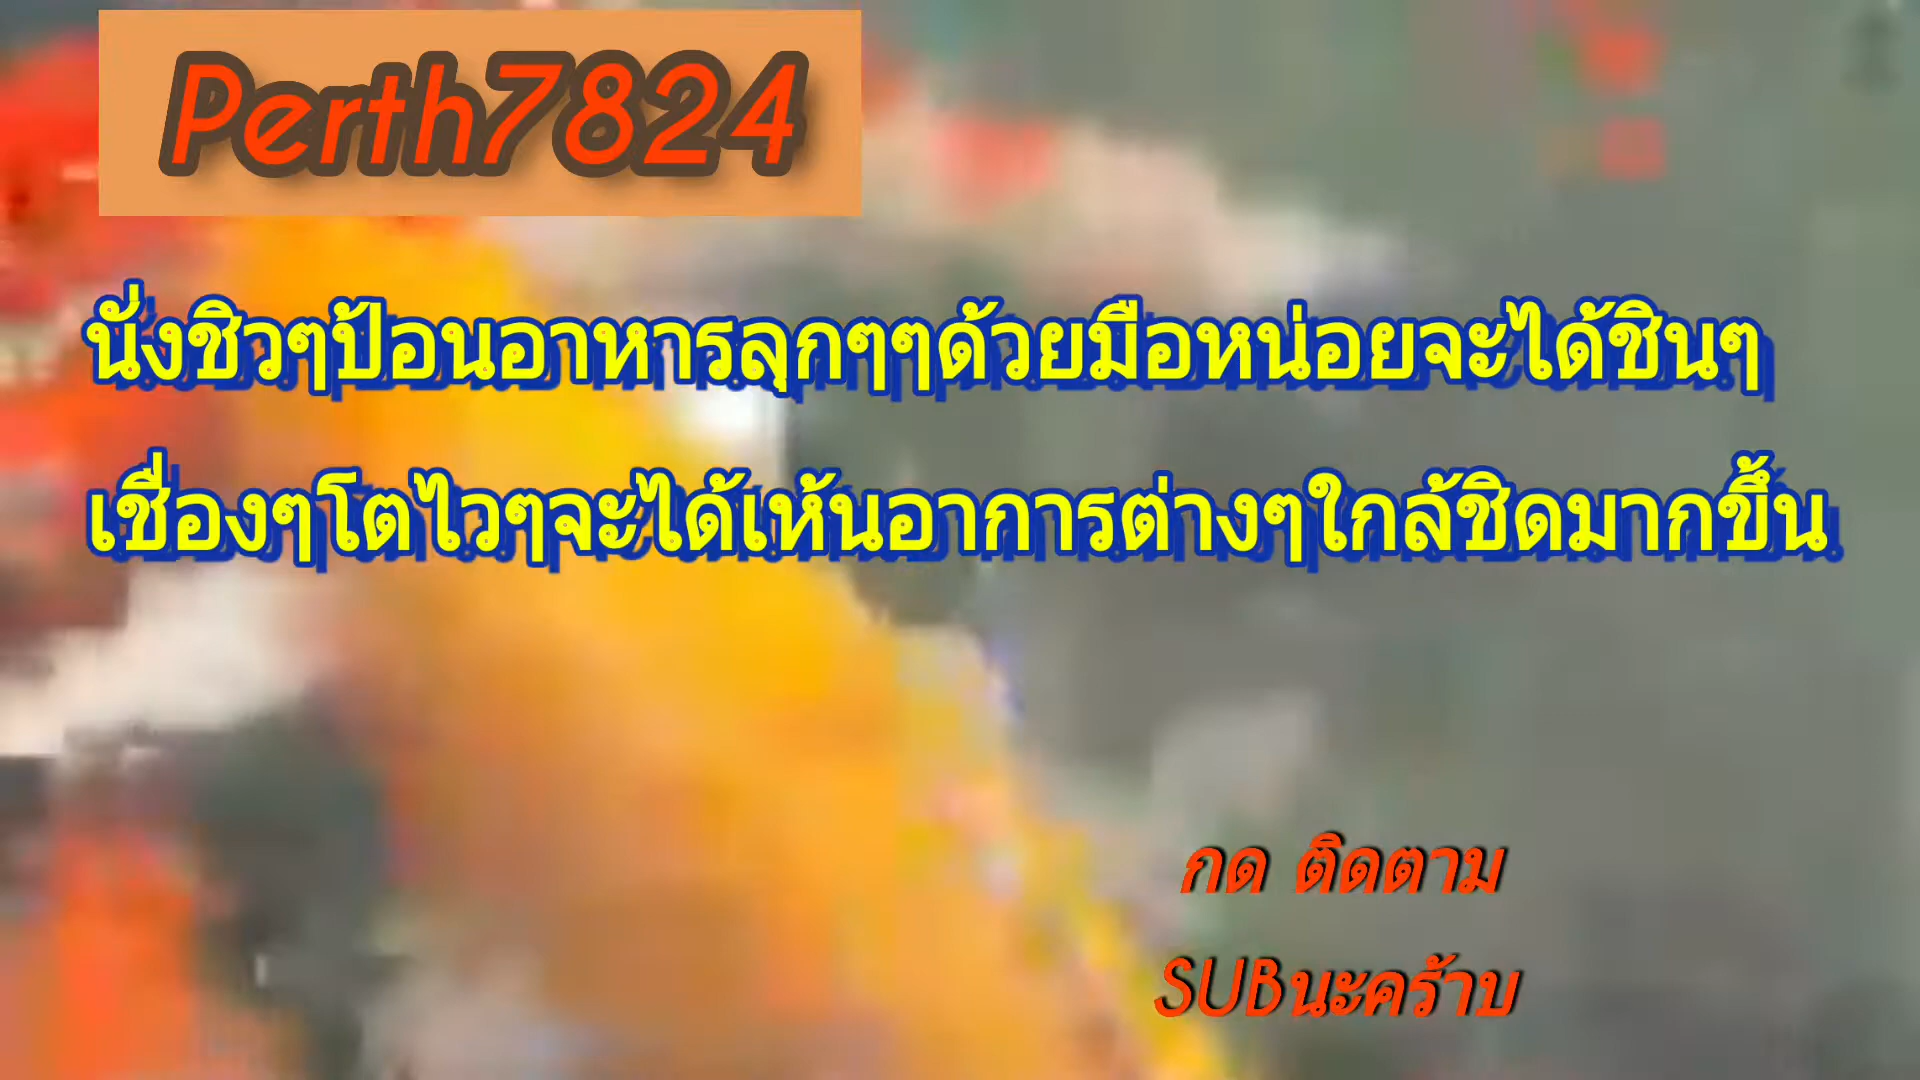 Perth7824
นั่งชิวๆป้อนอาหารลุกๆๆด้วยมือหน่อยจะได้ชินๆ
เชื่องๆโตไวๆจะได้เห้นอาการต่างๆใกล้ชิดมากขึ้น
กด ติดตาม
SUBนะคร้าบ